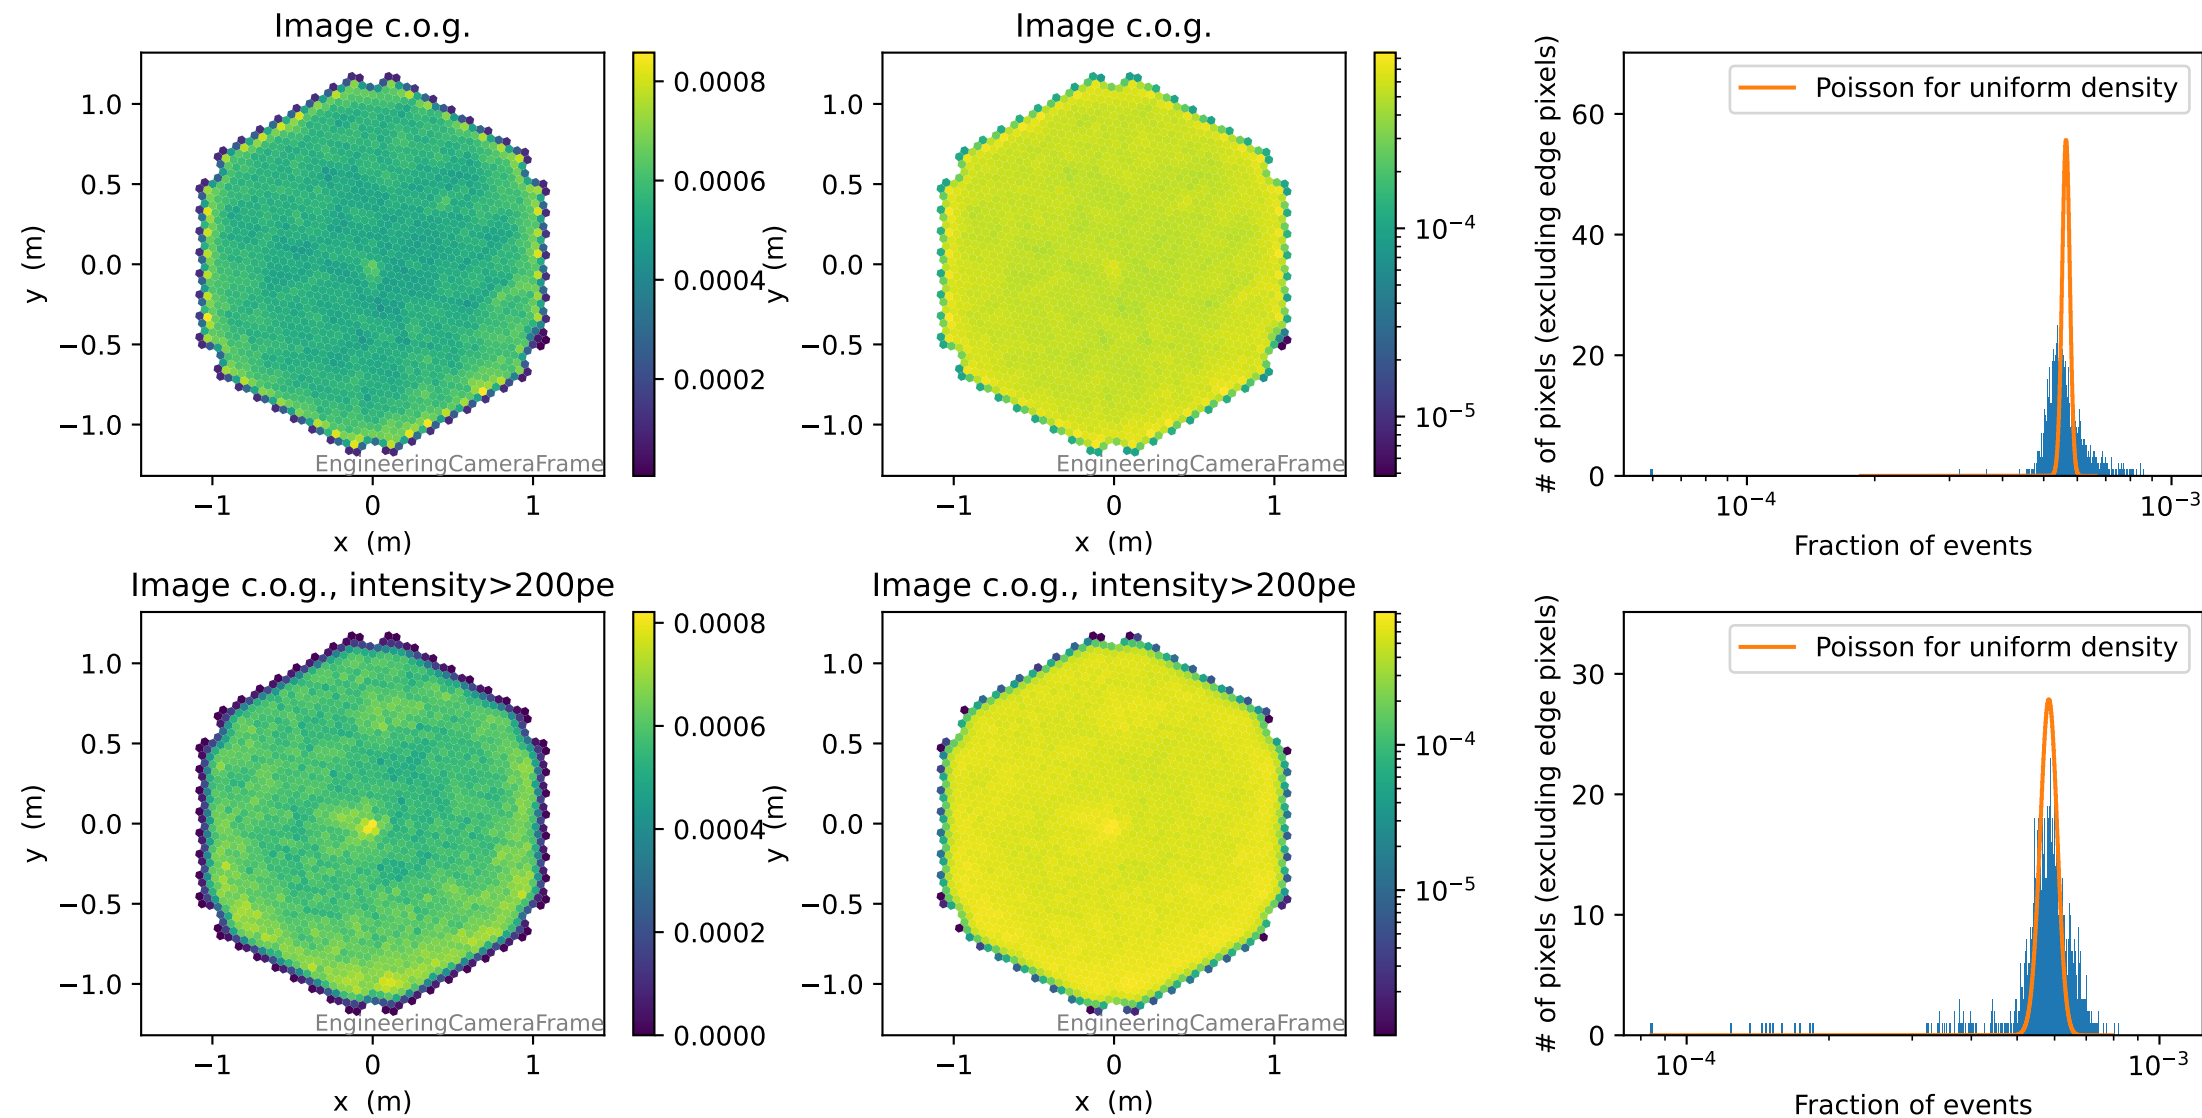 Image c.o.g.
1.0
0.5
0.0
−0.5
−1.0
y (m)
−1
0
1
x (m)
EngineeringCameraFrame
0.0008
0.0006
0.0004
0.0002
Image c.o.g.
1.0
0.5
0.0
−0.5
−1.0
y (m)
−1
0
1
x (m)
EngineeringCameraFrame
10⁻⁴
10⁻⁵
# of pixels (excluding edge pixels)
60
40
20
0
Poisson for uniform density
10⁻⁴
10⁻³
Fraction of events
Image c.o.g., intensity>200pe
1.0
0.5
0.0
−0.5
−1.0
y (m)
−1
0
1
x (m)
EngineeringCameraFrame
0.0008
0.0006
0.0004
0.0002
0.0000
Image c.o.g., intensity>200pe
1.0
0.5
0.0
−0.5
−1.0
y (m)
−1
0
1
x (m)
EngineeringCameraFrame
10⁻⁴
10⁻⁵
# of pixels (excluding edge pixels)
30
20
10
0
Poisson for uniform density
10⁻⁴
10⁻³
Fraction of events